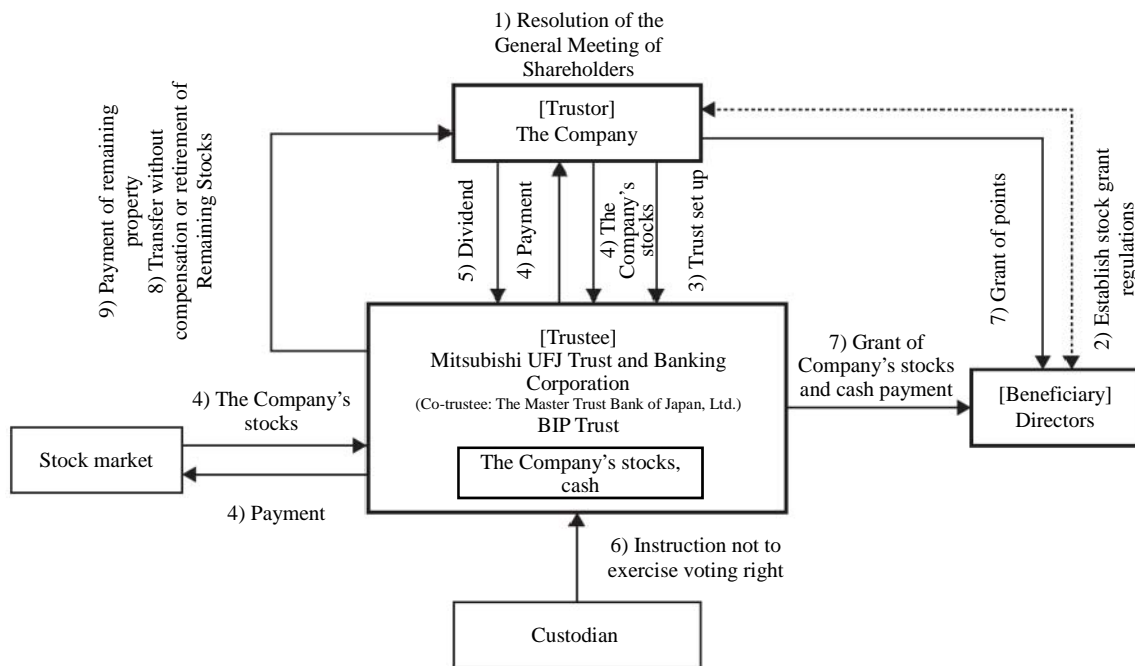 1) Resolution of the
General Meeting of
Shareholders
[Trustor]
The Company
9) Payment of remaining
property
8) Transfer without
compensation or retirement of
Remaining Stocks
5) Dividend
4) Payment
4) The
Company’s
stocks
3) Trust set up
7) Grant of points
2) Establish stock grant
regulations
[Trustee]
Mitsubishi UFJ Trust and Banking
Corporation
(Co-trustee: The Master Trust Bank of Japan, Ltd.)
BIP Trust
The Company’s stocks,
cash
7) Grant of
Company’s stocks
and cash payment
[Beneficiary]
Directors
4) The Company’s
stocks
Stock market
4) Payment
6) Instruction not to
exercise voting right
Custodian